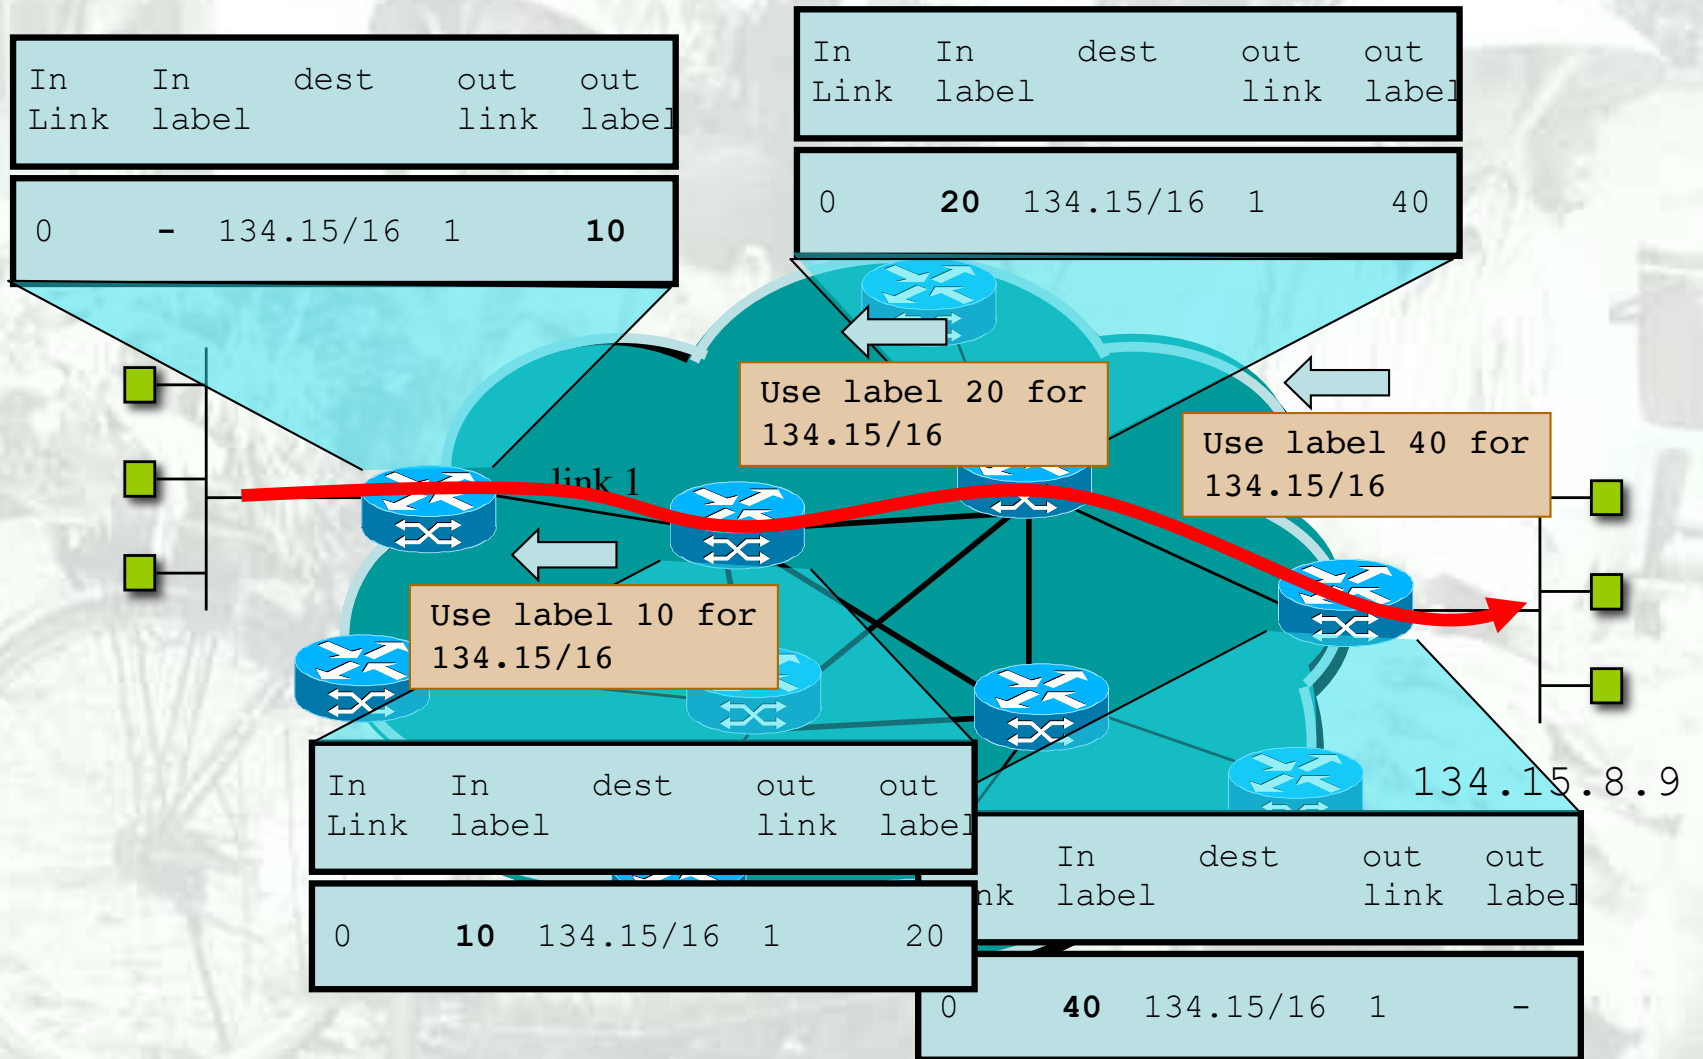 In In dest out out
Link label link label
0 - 134.15/16 1 10
In In dest out out
Link label link label
0 20 134.15/16 1 40
Use label 20 for
134.15/16
Use label 40 for
134.15/16
link 1
Use label 10 for
134.15/16
134.15.8.9
In In dest out out
Link label link label
0 10 134.15/16 1 20
In dest out out
nk label link label
0 40 134.15/16 1 -